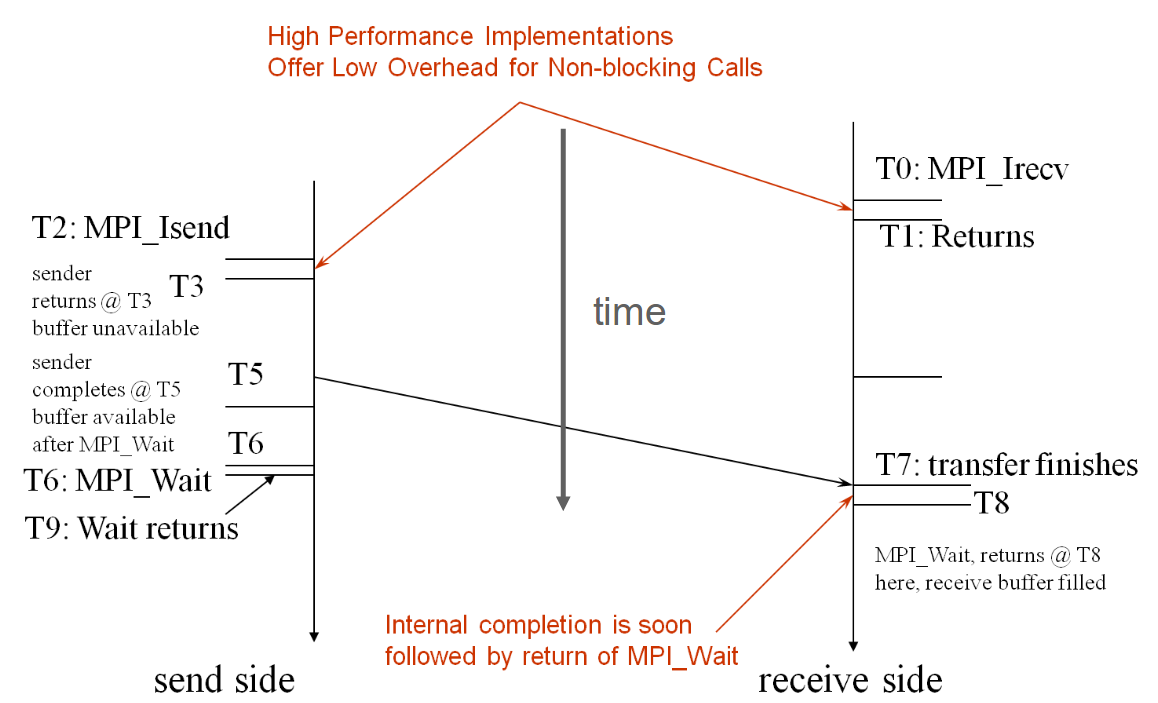 High Performance Implementations
Offer Low Overhead for Non-blocking Calls
T0: MPI_Irecv
T1: Returns
T2: MPI_Isend
sender
returns @ T3
buffer unavailable
T3
time
sender
completes @ T5
buffer available
after MPI_Wait
T5
T6
T6: MPI_Wait
T9: Wait returns
T7: transfer finishes
T8
MPI_Wait, returns @ T8
here, receive buffer filled
Internal completion is soon
followed by return of MPI_Wait
send side
receive side